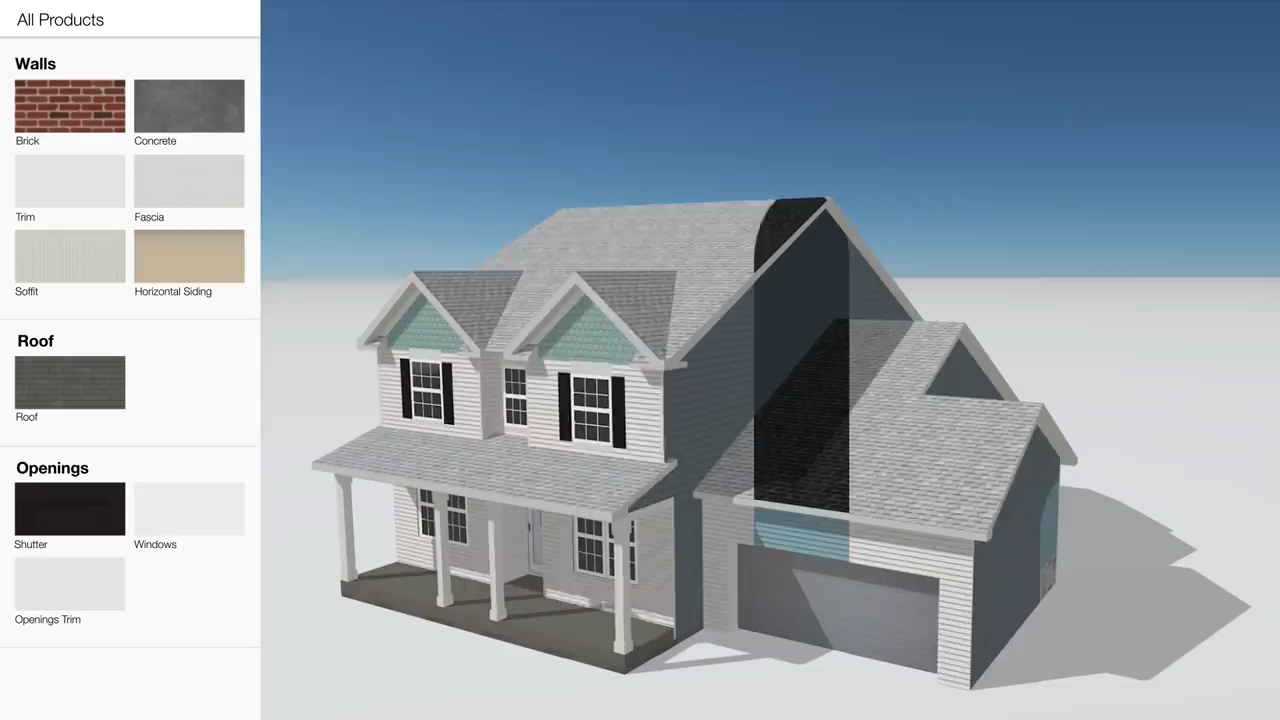 All Products
Walls
Brick
Concrete
Trim
Fascia
Soffit
Horizontal Siding
Roof
Roof
Openings
Shutter
Windows
Openings Trim